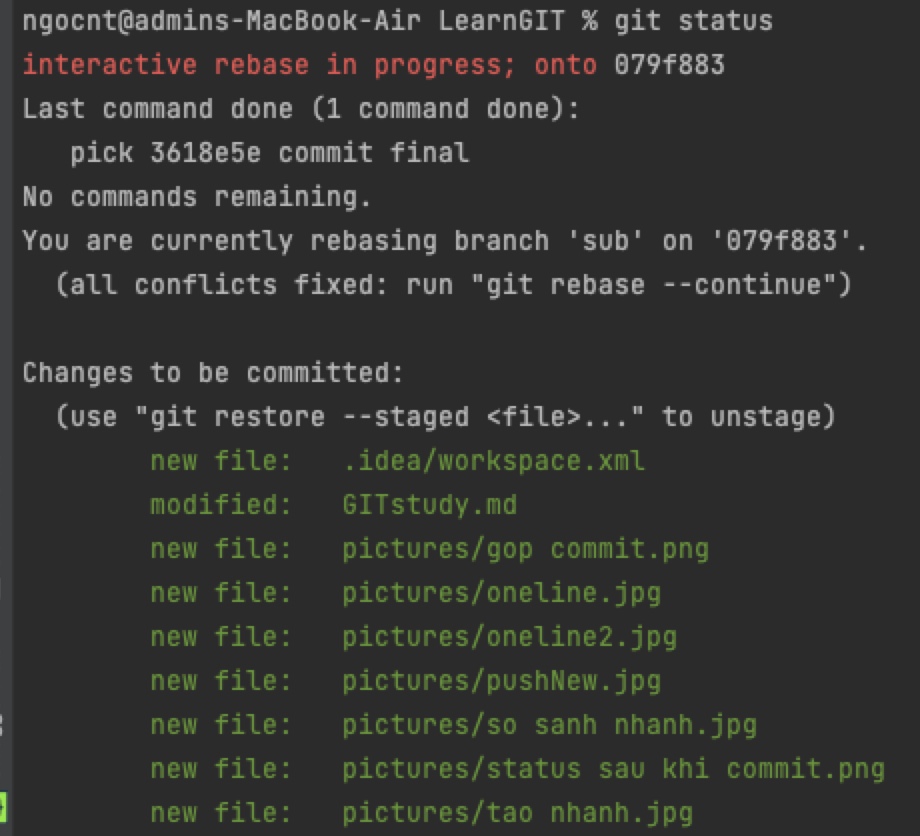 ngocnt@admins-MacBook-Air LearnGIT % git status
interactive rebase in progress; onto 079f883
Last command done (1 command done):
   pick 3618e5e commit final
No commands remaining.
You are currently rebasing branch 'sub' on '079f883'.
  (all conflicts fixed: run "git rebase --continue")

Changes to be committed:
  (use "git restore --staged <file>..." to unstage)
        new file:   .idea/workspace.xml
        modified:   GITstudy.md
        new file:   pictures/gop commit.png
        new file:   pictures/oneline.jpg
        new file:   pictures/oneline2.jpg
        new file:   pictures/pushNew.jpg
        new file:   pictures/so sanh nhanh.jpg
        new file:   pictures/status sau khi commit.png
        new file:   pictures/tao nhanh.jpg